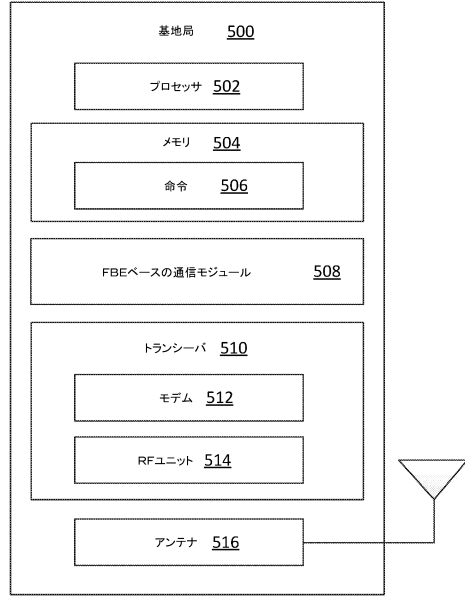 基地局 500
プロセッサ 502
メモリ 504
命令 506
FBEベースの通信モジュール 508
トランシーバ 510
モデム 512
RFユニット 514
アンテナ 516